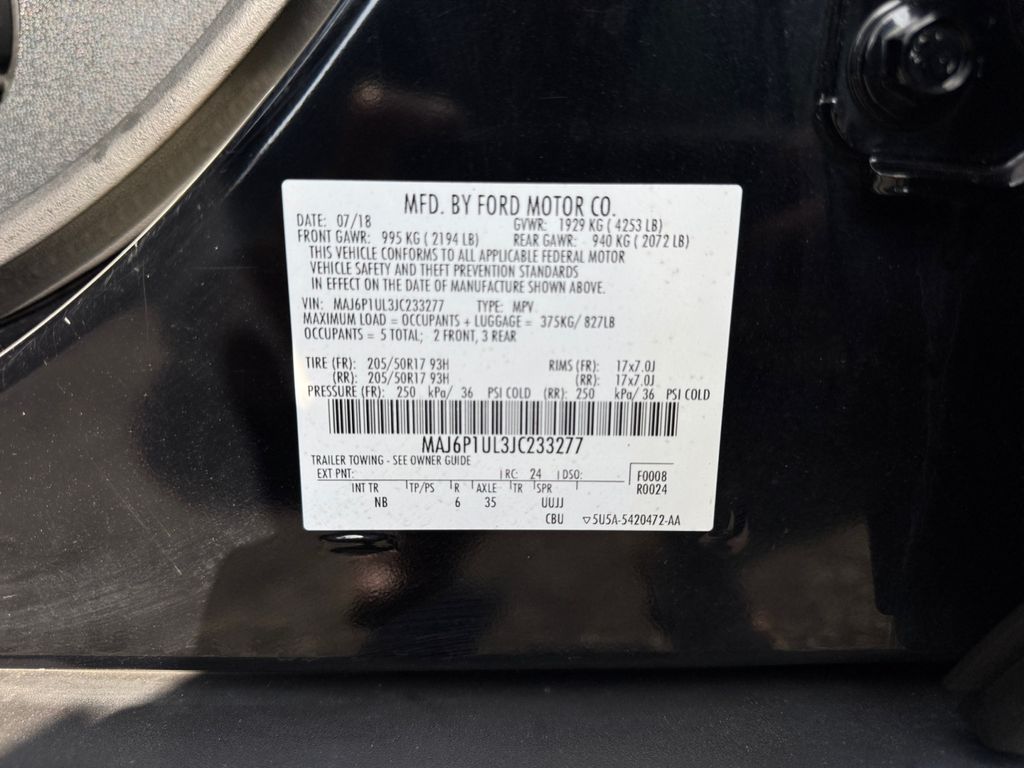 MFD. BY FORD MOTOR CO.
DATE: 07/18 GVWR: 1929 KG ( 4253 LB)
FRONT GAWR: 995 KG ( 2194 LB) REAR GAWR: 940 KG ( 2072 LB)
THIS VEHICLE CONFORMS TO ALL APPLICABLE FEDERAL MOTOR
VEHICLE SAFETY AND THEFT PREVENTION STANDARDS
IN EFFECT ON THE DATE OF MANUFACTURE SHOWN ABOVE.
VIN: MAJ6P1UL3JC233277 TYPE: MPV
MAXIMUM LOAD = OCCUPANTS + LUGGAGE = 375KG/ 827LB
OCCUPANTS = 5 TOTAL; 2 FRONT, 3 REAR
TIRE (FR): 205/50R17 93H RIMS (FR): 17x7.0J
(RR): 205/50R17 93H (RR): 17x7.0J
PRESSURE (FR): 250 kPa/ 36 PSI COLD (RR): 250 kPa/ 36 PSI COLD
MAJ6P1UL3JC233277
TRAILER TOWING - SEE OWNER GUIDE
EXT PNT: RC: 24 DSO: F0008
R0024
INT TR TP/PS R AXLE TR SPR
NB 6 35 UUJJ
CBU ▽5U5A-5420472-AA